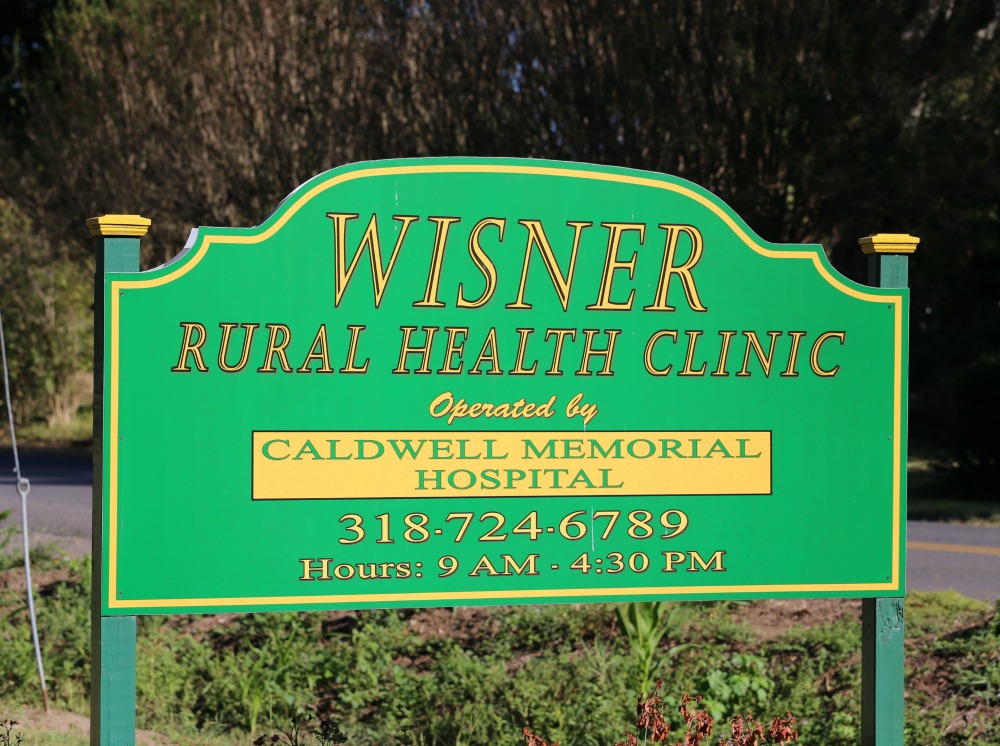 WISNER
RURAL HEALTH CLINIC
Operated by
CALDWELL MEMORIAL
HOSPITAL
318-724-6789
Hours: 9 AM - 4:30 PM